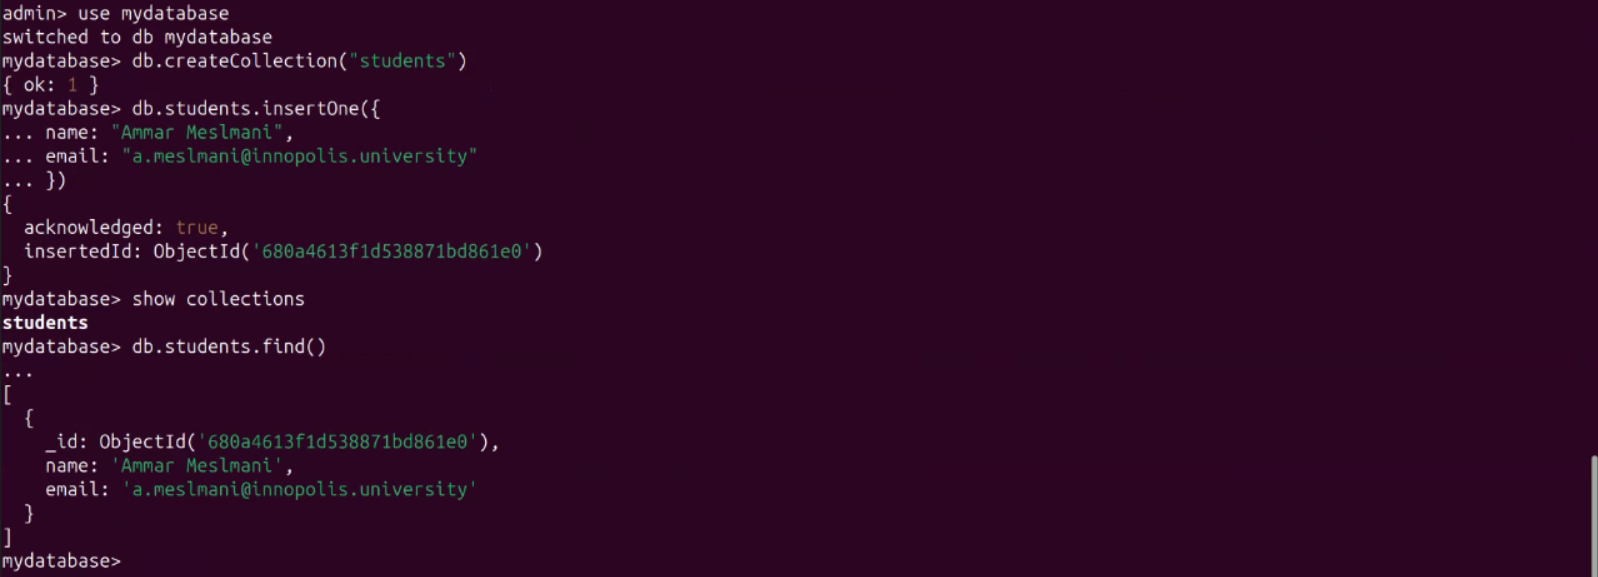 admin> use mydatabase
switched to db mydatabase
mydatabase> db.createCollection("students")
{ ok: 1 }
mydatabase> db.students.insertOne({
... name: "Ammar Meslmani",
... email: "a.meslmani@innopolis.university"
... })
{
  acknowledged: true,
  insertedId: ObjectId('680a4613f1d538871bd861e0')
}
mydatabase> show collections
students
mydatabase> db.students.find()
...
[
  {
    _id: ObjectId('680a4613f1d538871bd861e0'),
    name: 'Ammar Meslmani',
    email: 'a.meslmani@innopolis.university'
  }
]
mydatabase>